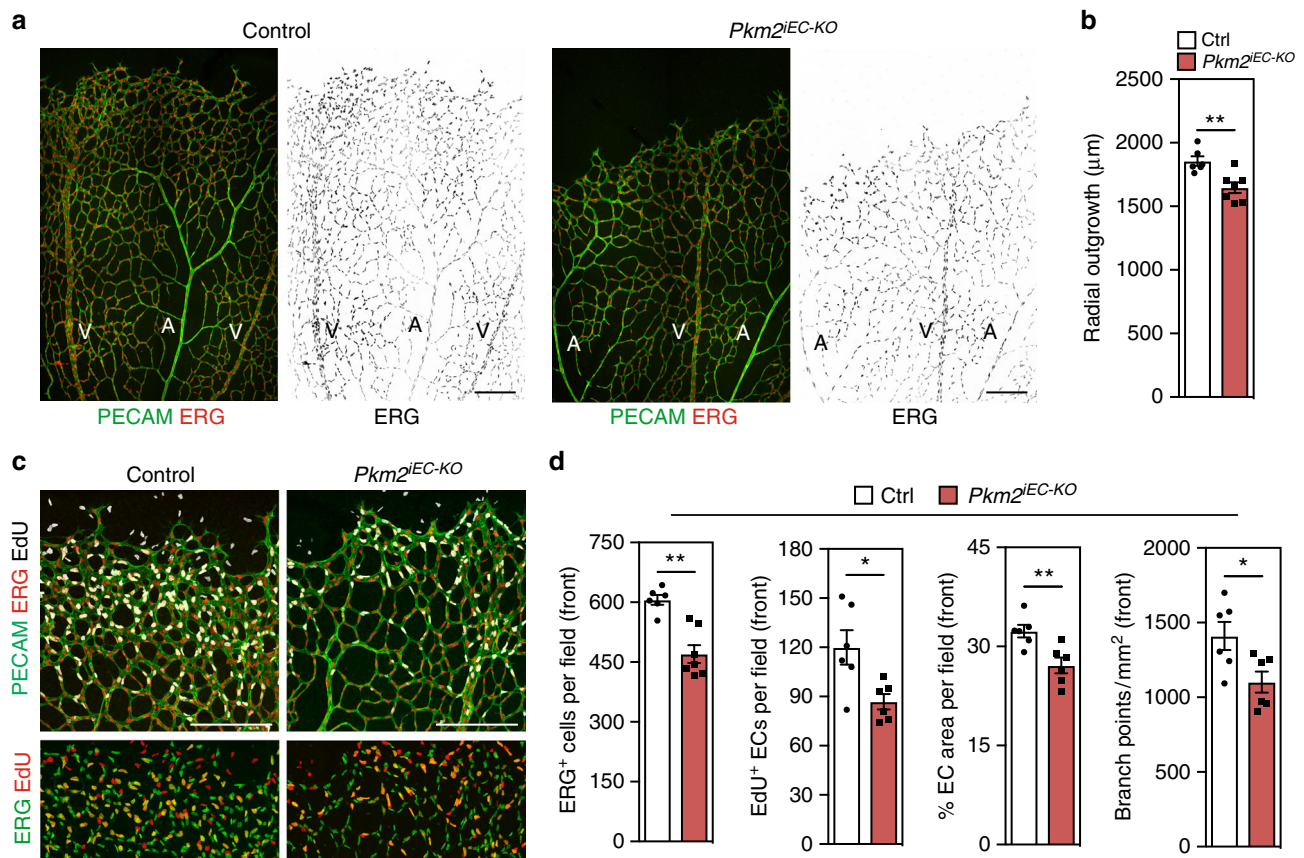 a
Control
Pkm2iEC-KO
V
A
V
V
A
V
A
V
A
A
V
A
PECAM ERG
ERG
PECAM ERG
ERG
b
Ctrl
Pkm2iEC-KO
2500
2000
1500
1000
500
0
**
Radial outgrowth (μm)
c
Control
Pkm2iEC-KO
PECAM ERG EdU
ERG EdU
d
Ctrl
Pkm2iEC-KO
750
600
450
300
150
0
**
ERG+ cells per field (front)
180
150
120
90
60
30
0
*
EdU+ ECs per field (front)
45
30
15
0
**
% EC area per field (front)
2000
1500
1000
500
0
*
Branch points/mm2 (front)